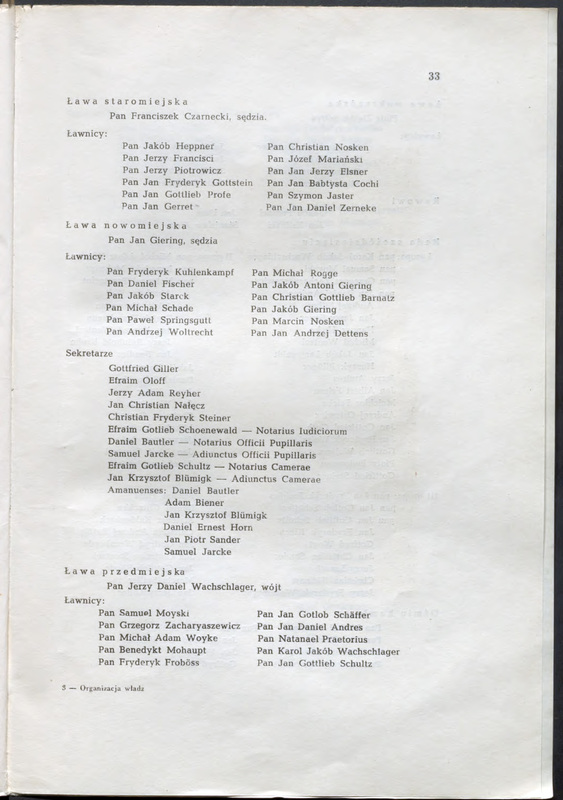 33
Ława staromiejska
Pan Franciszek Czarnecki, sędzia.
Ławnicy:
Pan Jakób Heppner Pan Christian Nosken
Pan Jerzy Francisci Pan Józef Mariański
Pan Jerzy Piotrowicz Pan Jan Jerzy Elsner
Pan Jan Fryderyk Gottstein Pan Jan Babtysta Cochi
Pan Jan Gottlieb Profe Pan Szymon Jaster
Pan Jan Gerret Pan Jan Daniel Zerneke
Ława nowomiejska
Pan Jan Giering, sędzia
Ławnicy:
Pan Fryderyk Kuhlenkampf Pan Michał Rogge
Pan Daniel Fischer Pan Jakób Antoni Giering
Pan Jakób Starck Pan Christian Gottlieb Barnatz
Pan Michał Schade Pan Jakób Giering
Pan Paweł Springsgutt Pan Marcin Nosken
Pan Andrzej Woltrecht Pan Jan Andrzej Dettens
Sekretarze
Gottfried Giller
Efraim Oloff
Jerzy Adam Reyher
Jan Christian Nałęcz
Christian Fryderyk Steiner
Efraim Gotlieb Schoenewald — Notarius Iudiciorum
Daniel Bautler — Notarius Officii Pupillaris
Samuel Jarcke — Adiunctus Officii Pupillaris
Efraim Gotlieb Schultz — Notarius Camerae
Jan Krzysztof Blümigk — Adiunctus Camerae
Amanuenses: Daniel Bautler
Adam Biener
Jan Krzysztof Blümigk
Daniel Ernest Horn
Jan Piotr Sander
Samuel Jarcke
Ława przedmiejska
Pan Jerzy Daniel Wachschlager, wójt
Ławnicy:
Pan Samuel Moyski Pan Jan Gotlob Schäffer
Pan Grzegorz Zacharyaszewicz Pan Jan Daniel Andres
Pan Michał Adam Woyke Pan Natanael Praetorius
Pan Benedykt Mohaupt Pan Karol Jakób Wachschlager
Pan Fryderyk Froböss Pan Jan Gottlieb Schultz
3 — Organizacja władz